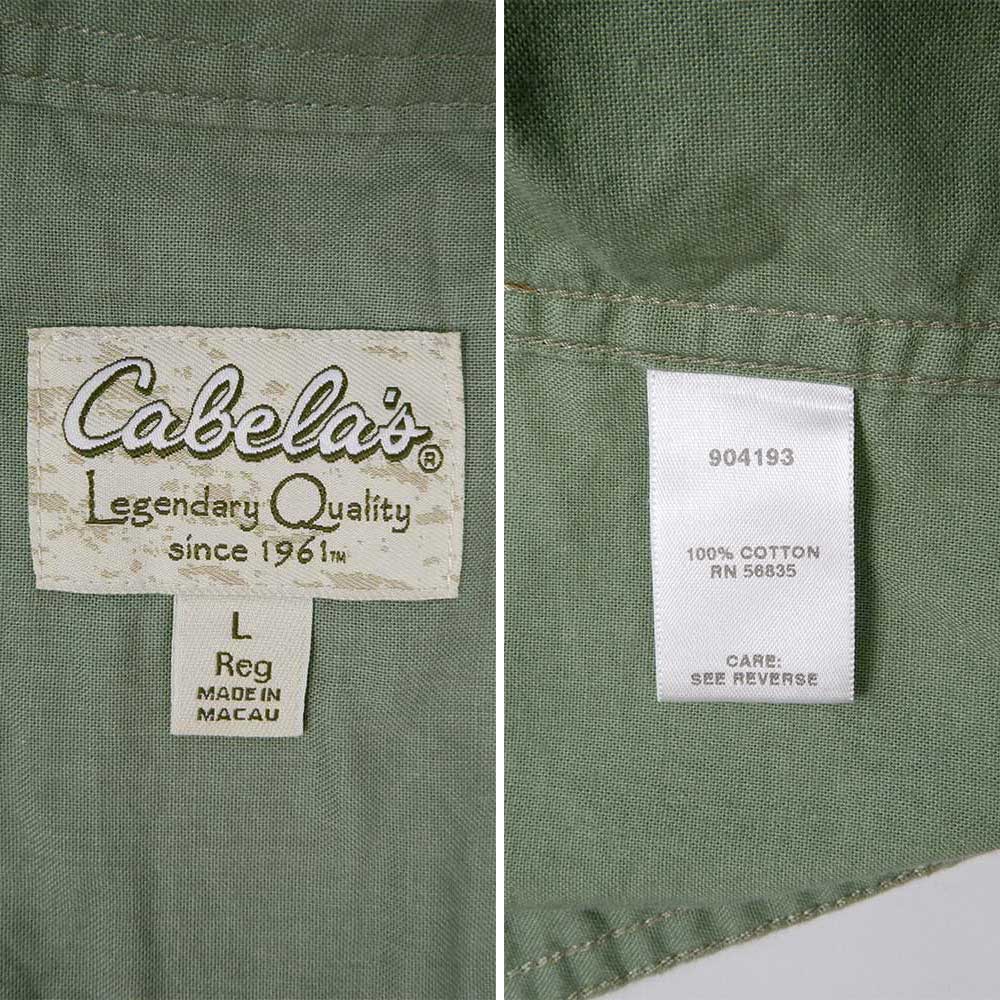 Cabela's®
Legendary Quality
since 1961™
L
Reg
MADE IN
MACAU
904193
100% COTTON
RN 56835
CARE:
SEE REVERSE